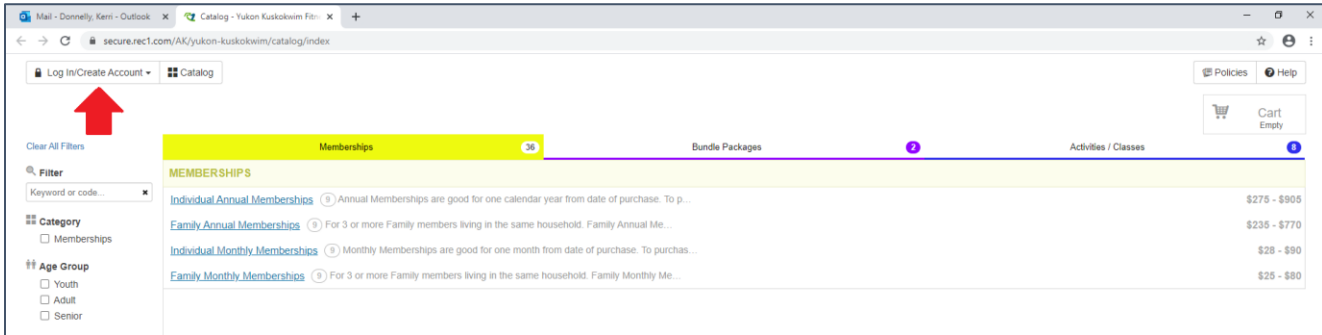 Mail - Donnelly, Kerri - Outlook
Catalog - Yukon Kuskokwim Fitn
secure.rec1.com/AK/yukon-kuskokwim/catalog/index
Log In/Create Account
Catalog
Policies
Help
Cart
Empty
Clear All Filters
Memberships 36
Bundle Packages 2
Activities / Classes 8
Filter
Keyword or code...
Category
Memberships
Age Group
Youth
Adult
Senior
MEMBERSHIPS
Individual Annual Memberships 9 Annual Memberships are good for one calendar year from date of purchase. To p... $275 - $905
Family Annual Memberships 9 For 3 or more Family members living in the same household. Family Annual Me... $235 - $770
Individual Monthly Memberships 9 Monthly Memberships are good for one month from date of purchase. To purchas... $28 - $90
Family Monthly Memberships 9 For 3 or more Family members living in the same household. Family Monthly Me... $25 - $80